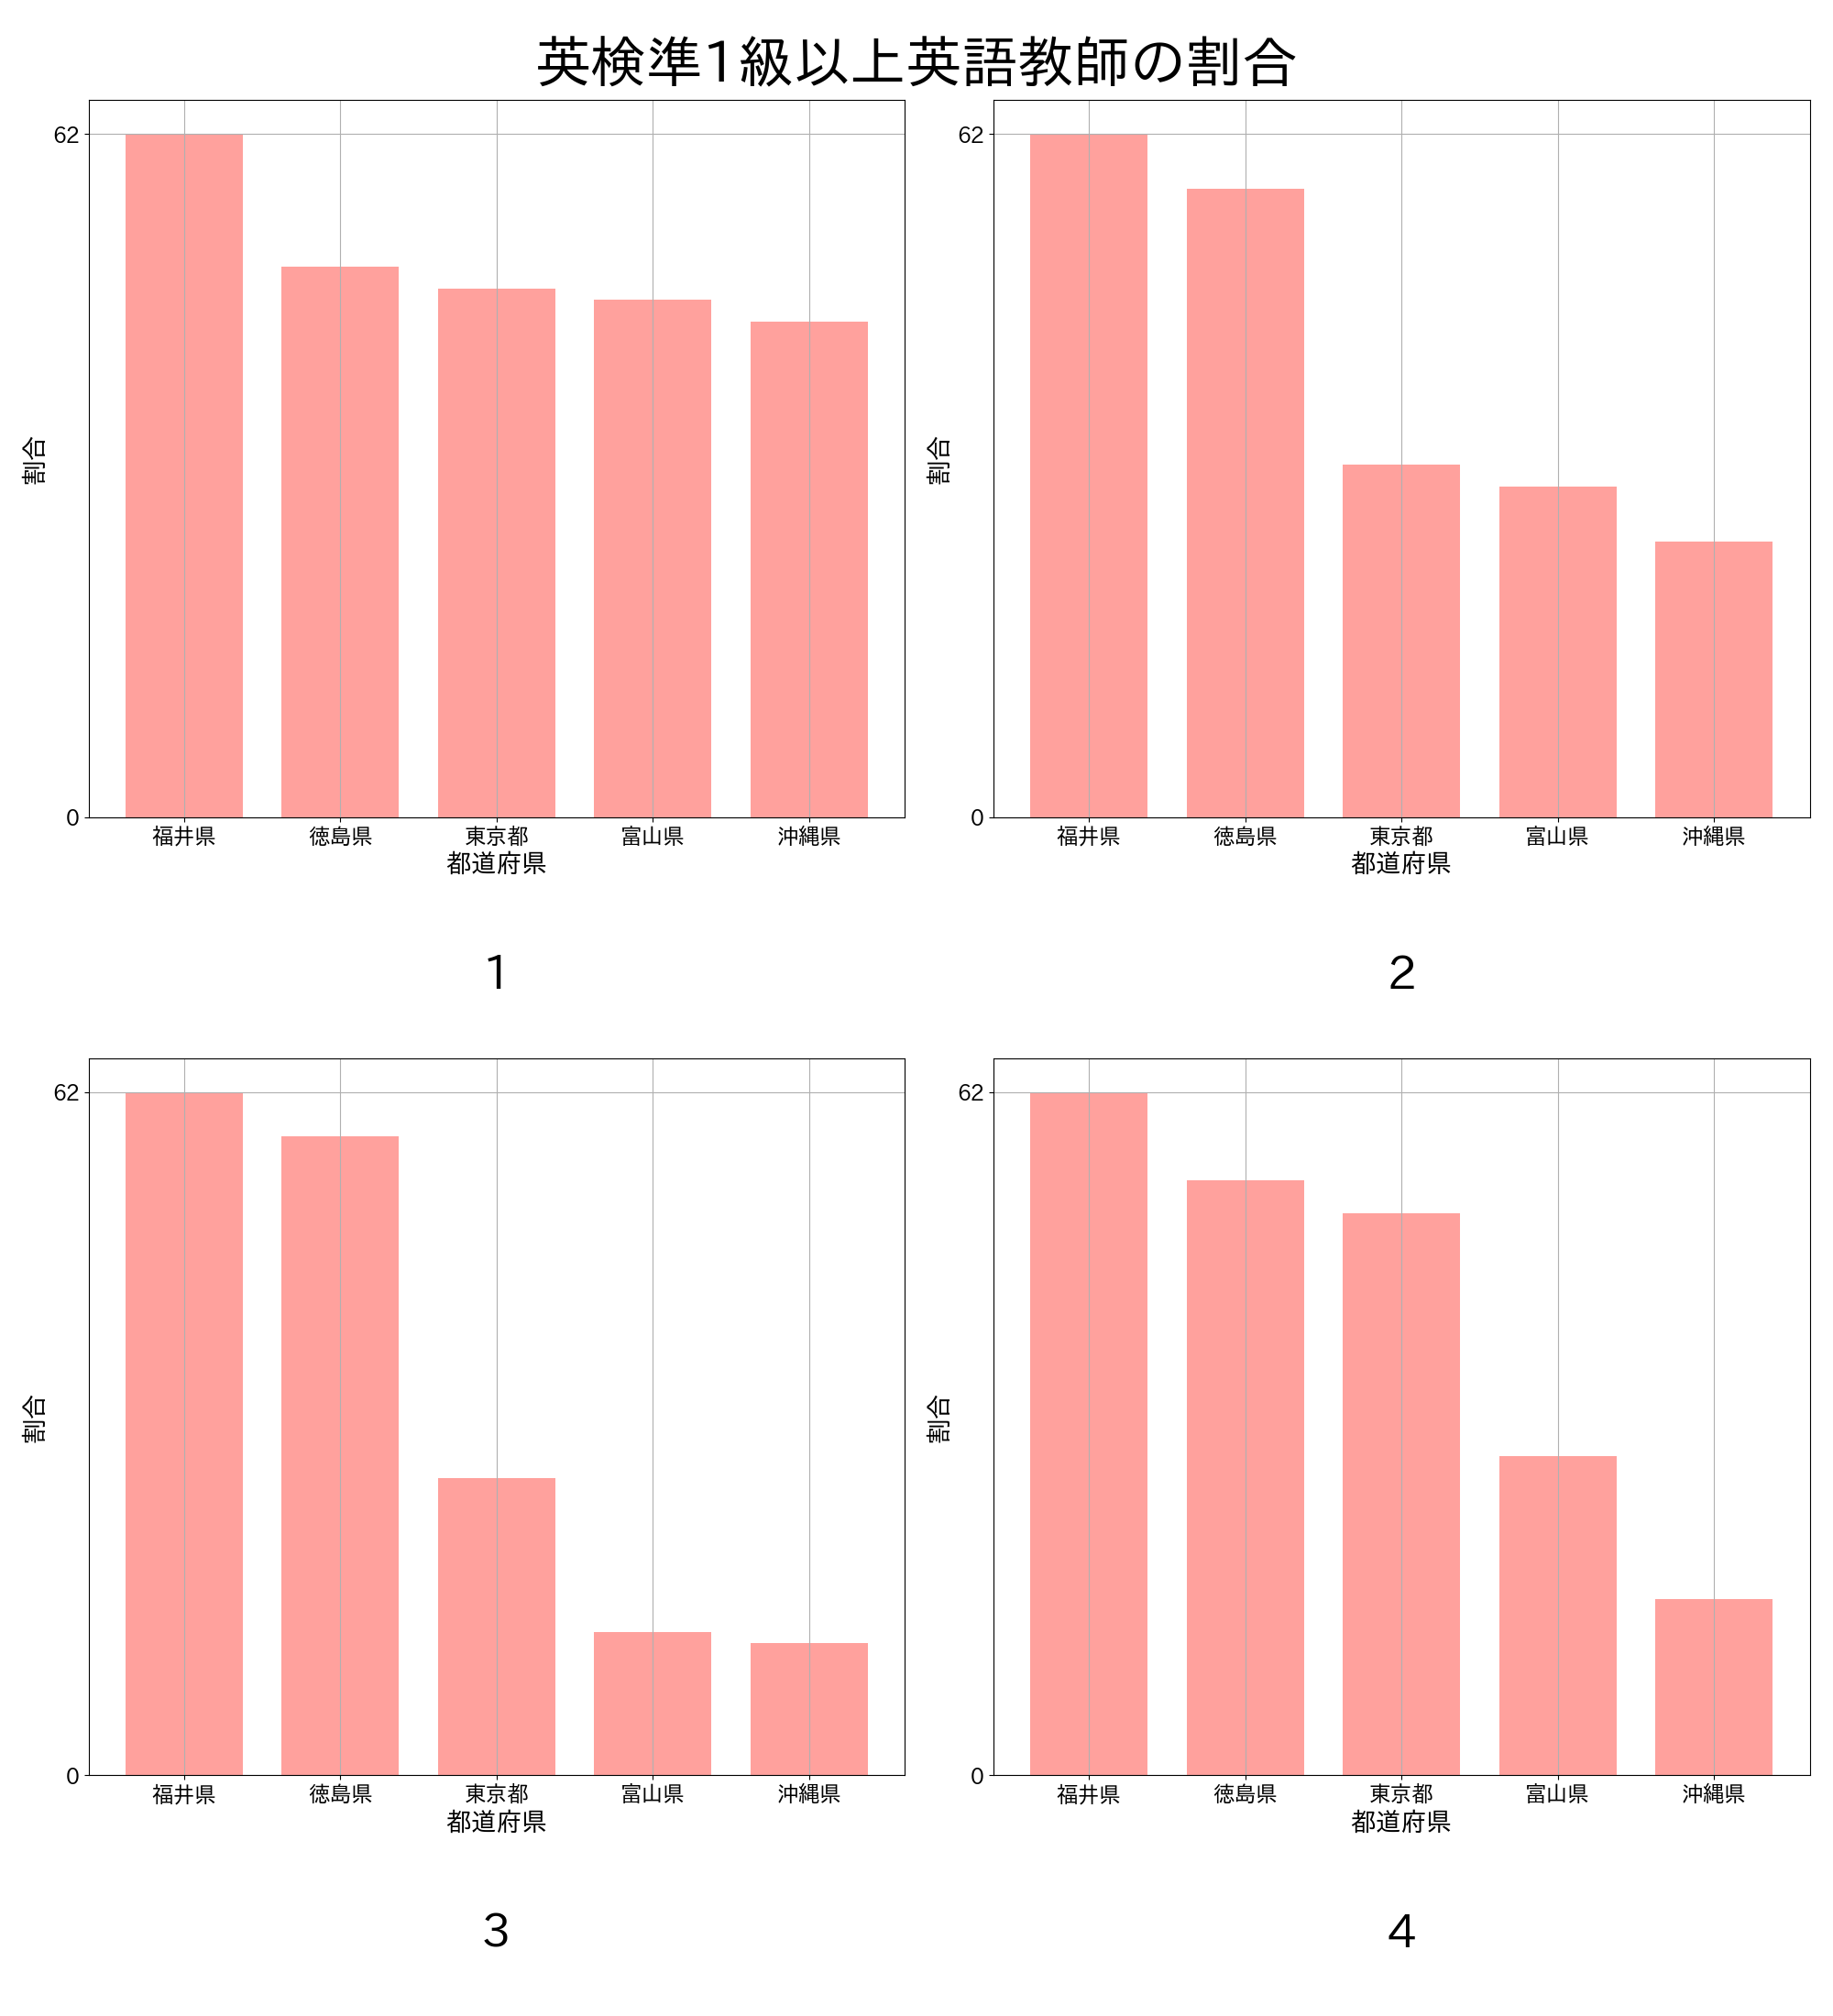 英検準1級以上英語教師の割合
62
0
割合
福井県 徳島県 東京都 富山県 沖縄県
都道府県
1
62
0
割合
福井県 徳島県 東京都 富山県 沖縄県
都道府県
2
62
0
割合
福井県 徳島県 東京都 富山県 沖縄県
都道府県
3
62
0
割合
福井県 徳島県 東京都 富山県 沖縄県
都道府県
4